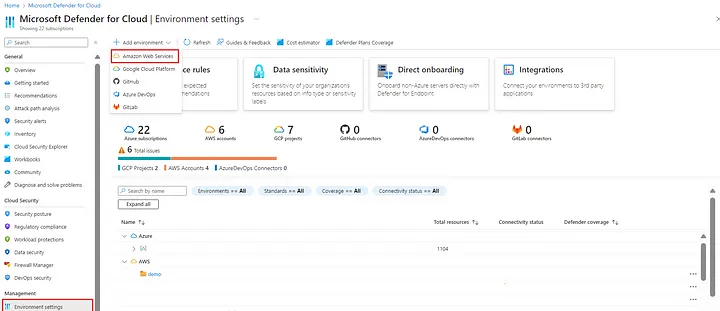 Home > Microsoft Defender for Cloud
Microsoft Defender for Cloud | Environment settings ...
Showing 22 subscriptions
Search
Add environment
Refresh
Guides & Feedback
Cost estimator
Defender Plans Coverage
General
Overview
Getting started
Recommendations
Attack path analysis
Security alerts
Inventory
Cloud Security Explorer
Workbooks
Community
Diagnose and solve problems
Cloud Security
Security posture
Regulatory compliance
Workload protections
Data security
Firewall Manager
DevOps security
Management
Environment settings
Amazon Web Services
Google Cloud Platform
GitHub
Azure DevOps
GitLab
ce rules
expected
mendations
Data sensitivity
Set the sensitivity of your organizations
resources based on info type or sensitivity
labels
Direct onboarding
Onboard non-Azure servers directly with
Defender for Endpoint
Integrations
Connect your environments to 3rd party
applications
22
Azure subscriptions
6
AWS accounts
7
GCP projects
0
GitHub connectors
0
AzureDevOps connectors
0
GitLab connectors
6 Total issues
GCP Projects 2
AWS Accounts 4
AzureDevOps Connectors 0
Search by name
Environments == All
Standards == All
Coverage == All
Connectivity status == All
Expand all
Name
Total resources
Connectivity status
Defender coverage
Azure
1104
AWS
demo